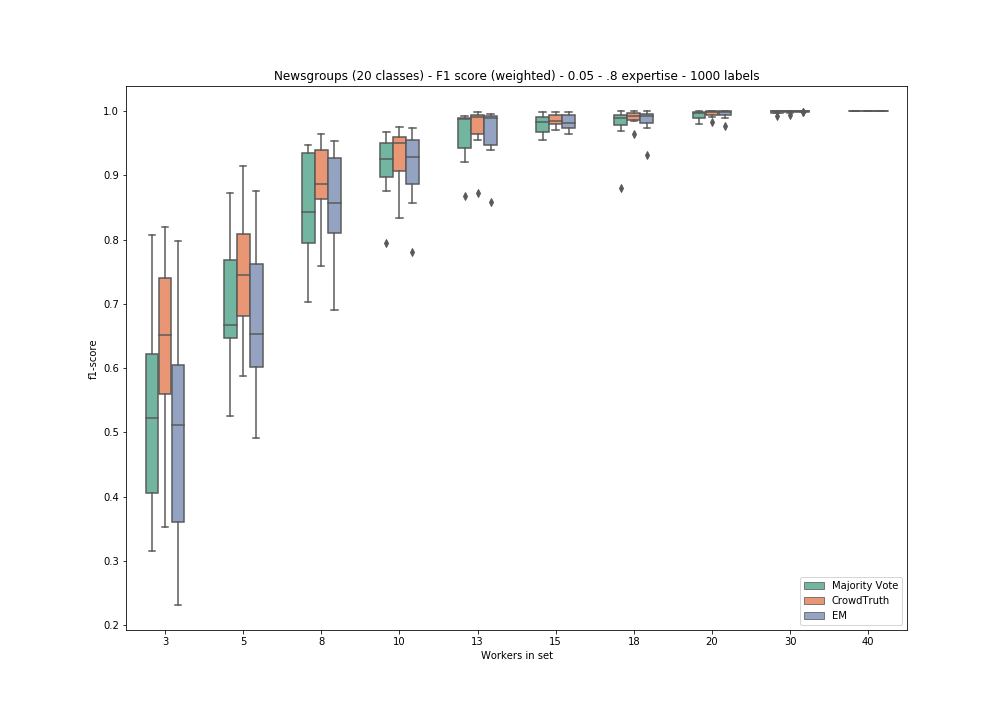 Newsgroups (20 classes) - F1 score (weighted) - 0.05 - .8 expertise - 1000 labels
f1-score
1.0
0.9
0.8
0.7
0.6
0.5
0.4
0.3
0.2
3 5 8 10 13 15 18 20 30 40
Workers in set
Majority Vote
CrowdTruth
EM